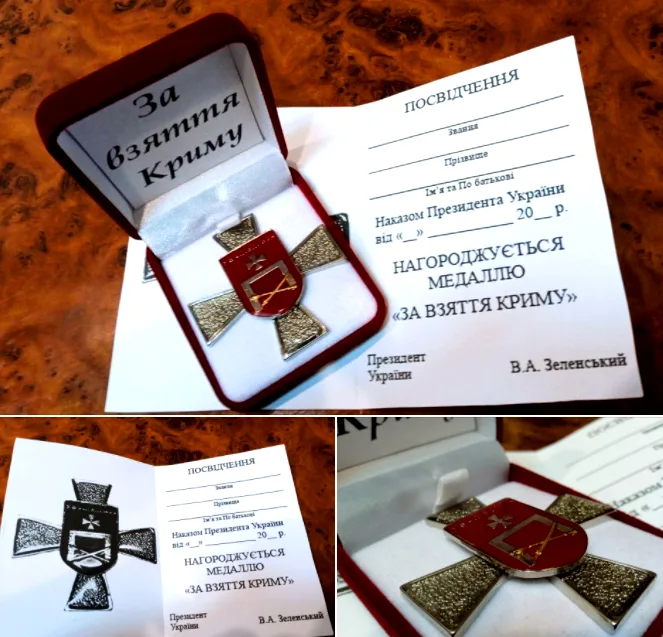 За
взяття
Криму
ПОСВІДЧЕННЯ
Звання
Прізвище
Ім'я та По батькові
Наказом Президента України
від «__» ____________ 20__ р.
НАГОРОДЖУЄТЬСЯ
МЕДАЛЛЮ
«ЗА ВЗЯТТЯ КРИМУ»
Президент
України
В.А. Зеленський
ПОСВІДЧЕННЯ
Звання
Прізвище
Ім'я та По батькові
Наказом Президента України
від «__» ____________ 20__ р.
НАГОРОДЖУЄТЬСЯ
МЕДАЛЛЮ
«ЗА ВЗЯТТЯ КРИМУ»
Президент
України
В.А. Зеленський